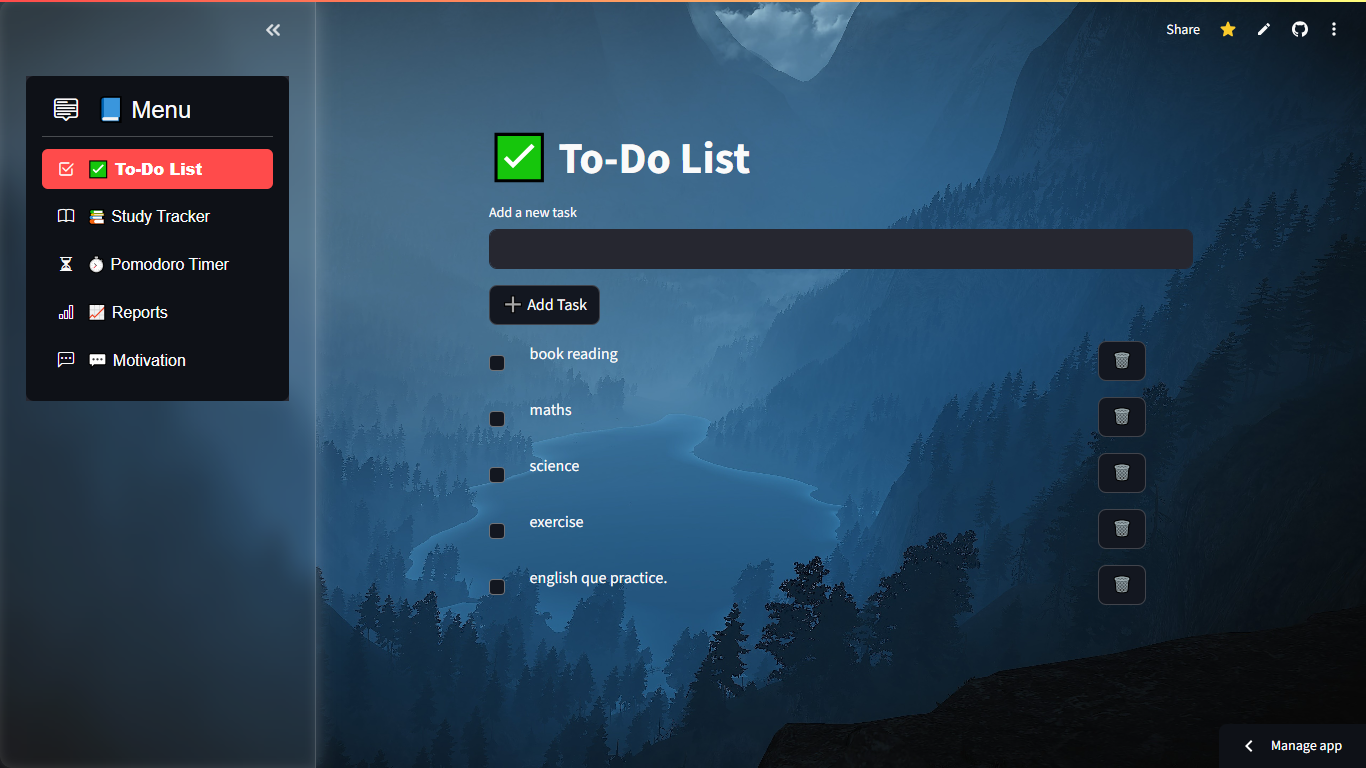 Share
Menu
To-Do List
Study Tracker
Pomodoro Timer
Reports
Motivation
To-Do List
Add a new task
Add Task
book reading
maths
science
exercise
english que practice.
Manage app